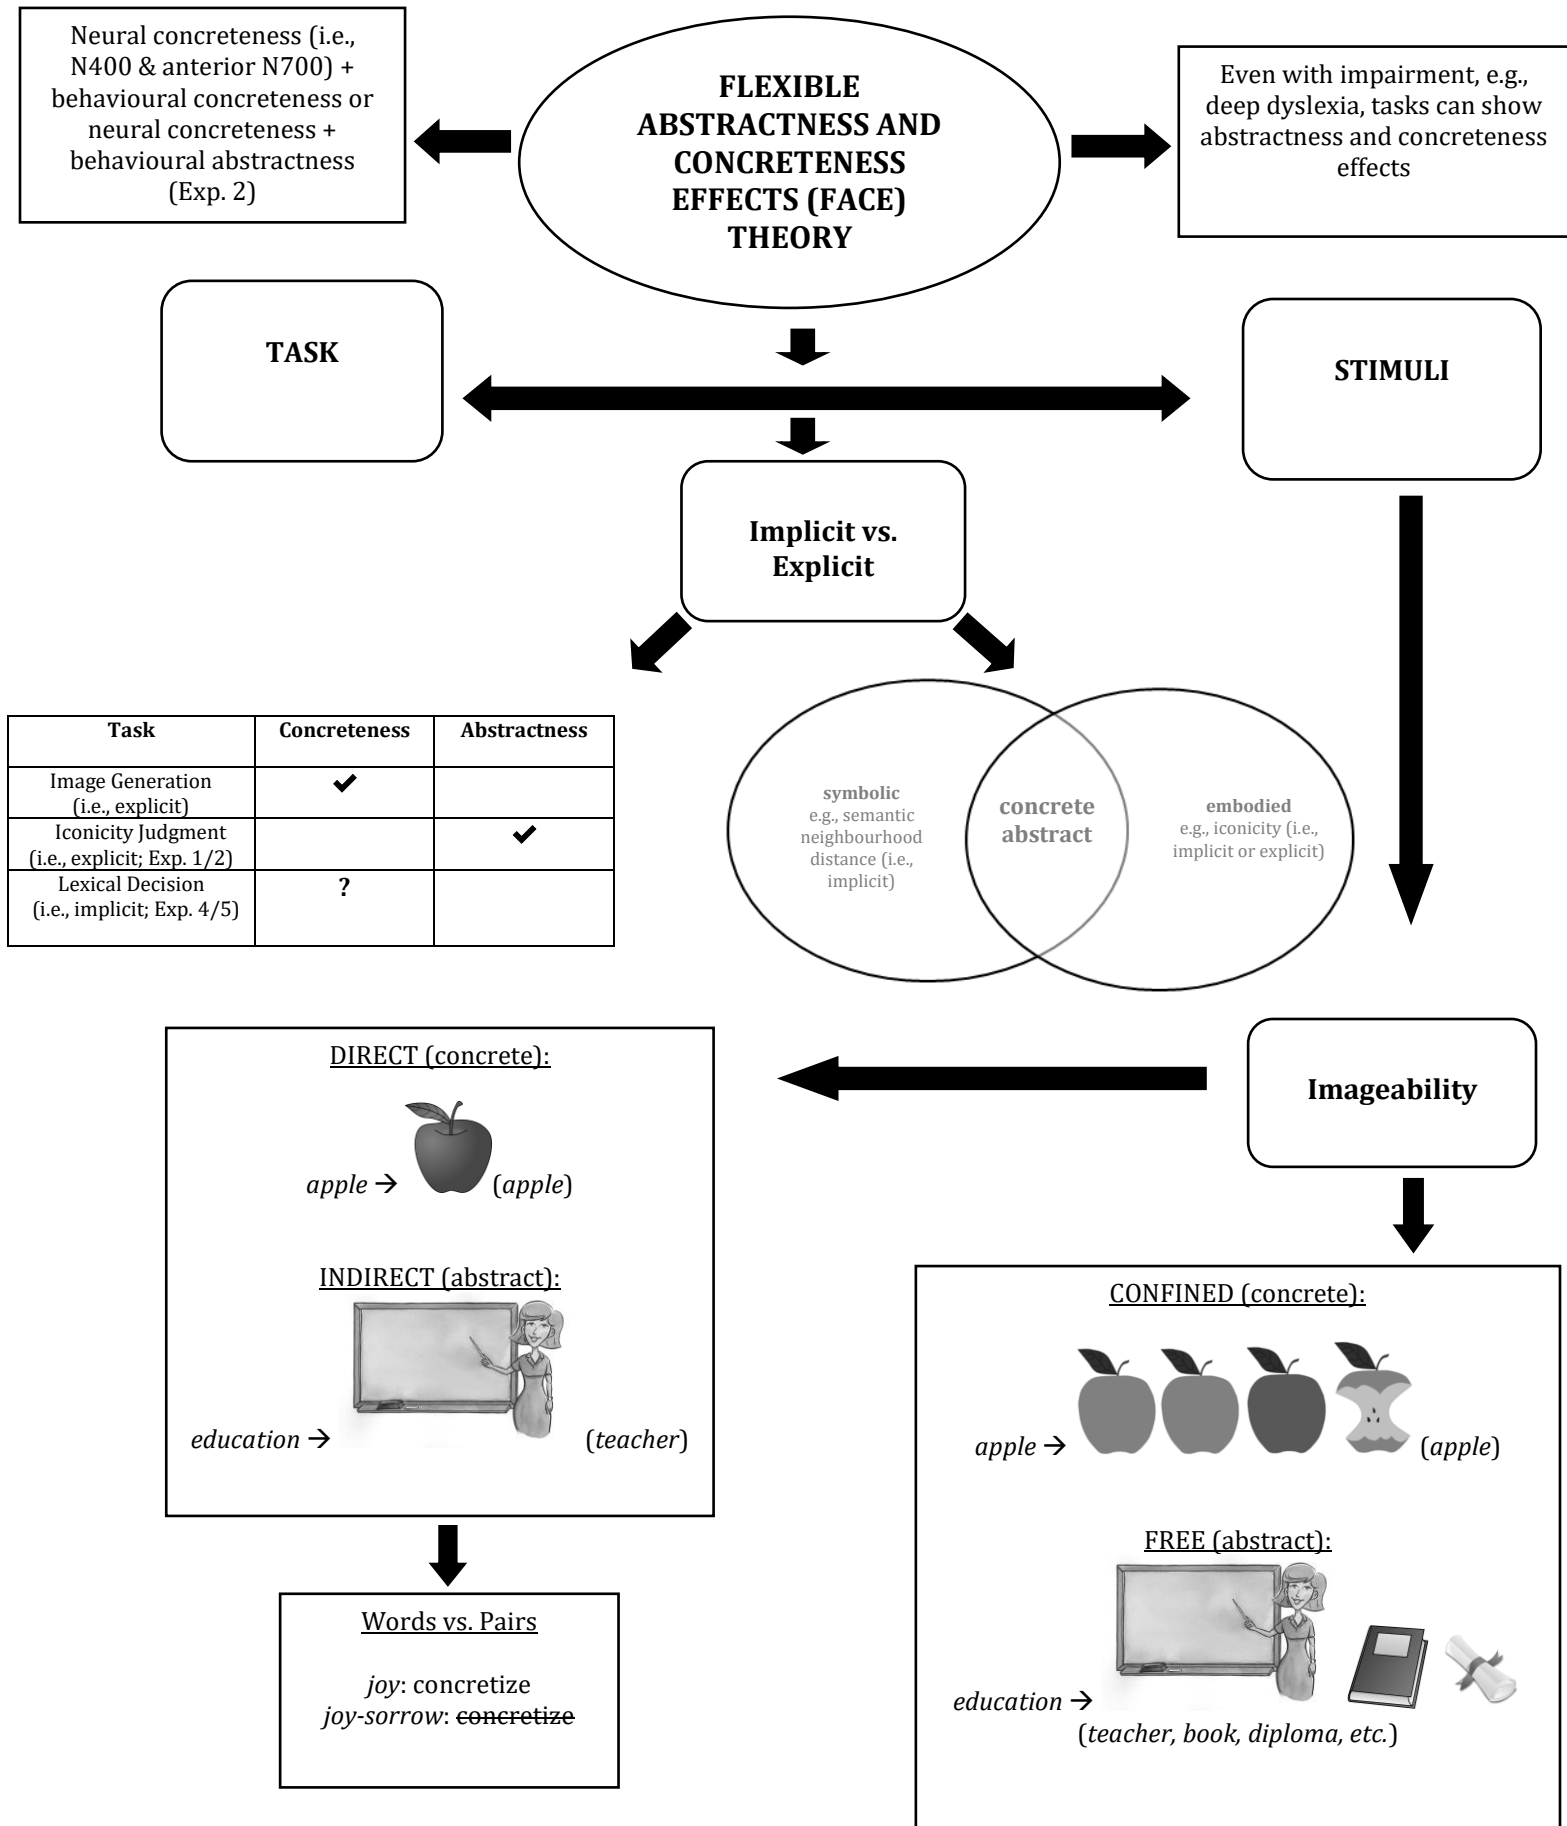 Neural concreteness (i.e.,
N400 & anterior N700) +
behavioural concreteness or
neural concreteness +
behavioural abstractness
(Exp. 2)
FLEXIBLE
ABSTRACTNESS AND
CONCRETENESS
EFFECTS (FACE)
THEORY
Even with impairment, e.g.,
deep dyslexia, tasks can show
abstractness and concreteness
effects
TASK
STIMULI
Implicit vs.
Explicit
Task Concreteness Abstractness
Image Generation ✔
(i.e., explicit)
Iconicity Judgment ✔
(i.e., explicit; Exp. 1/2)
Lexical Decision ?
(i.e., implicit; Exp. 4/5)
symbolic
e.g., semantic
neighbourhood
distance (i.e.,
implicit)
concrete
abstract
embodied
e.g., iconicity (i.e.,
implicit or explicit)
DIRECT (concrete):
apple → (apple)
INDIRECT (abstract):
education → (teacher)
Imageability
CONFINED (concrete):
apple → (apple)
FREE (abstract):
education →
(teacher, book, diploma, etc.)
Words vs. Pairs
joy: concretize
joy-sorrow: concretize